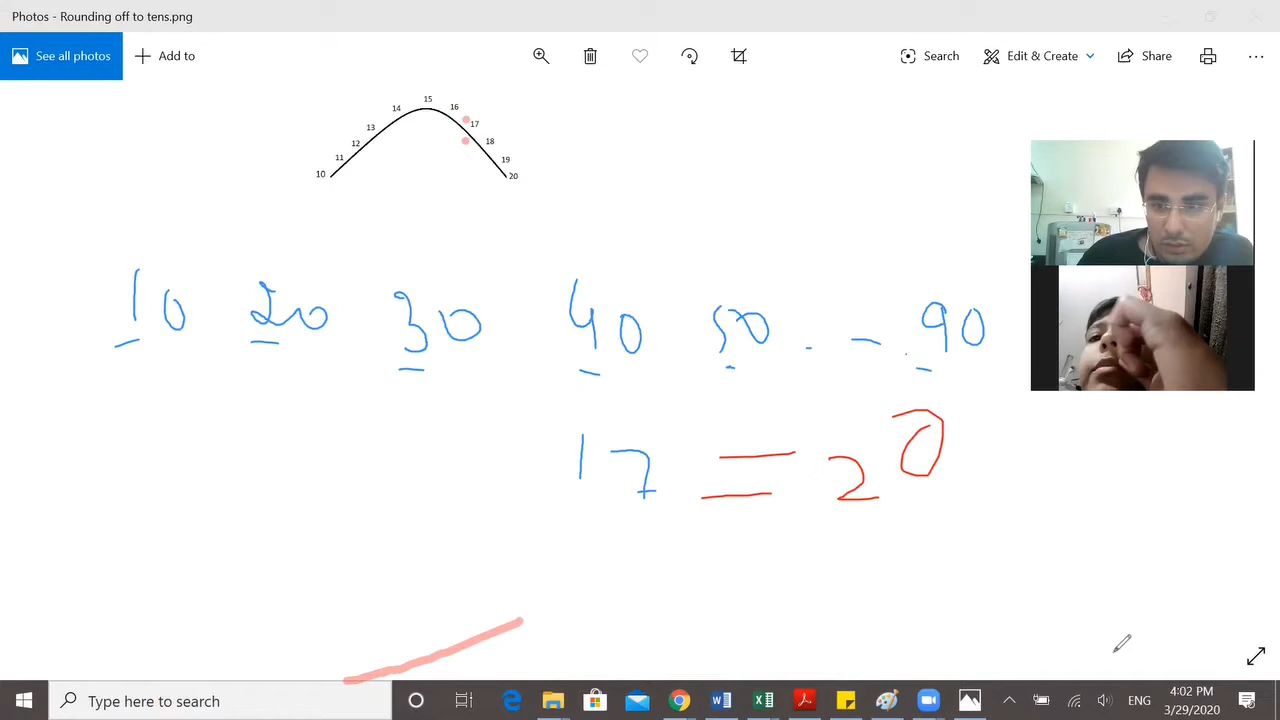 Photos - Rounding off to tens.png
See all photos
Add to
Search
Edit & Create
Share
15
14
16
13
17
12
18
11
19
10
20
10 20 30 40 50 . - 90
17 = 20
Type here to search
ENG
4:02 PM
3/29/2020